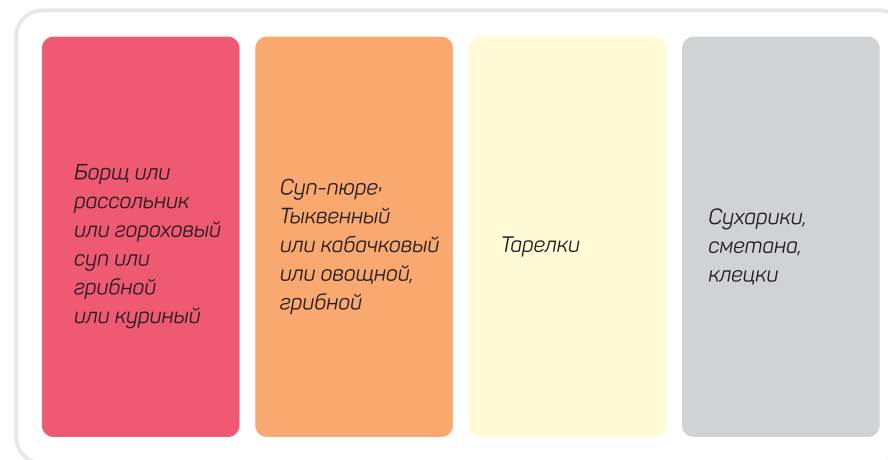 Борщ или
рассольник
или гороховый
суп или
грибной
или куриный
Суп-пюре:
Тыквенный
или кабачковый
или овощной,
грибной
Тарелки
Сухарики,
сметана,
клецки